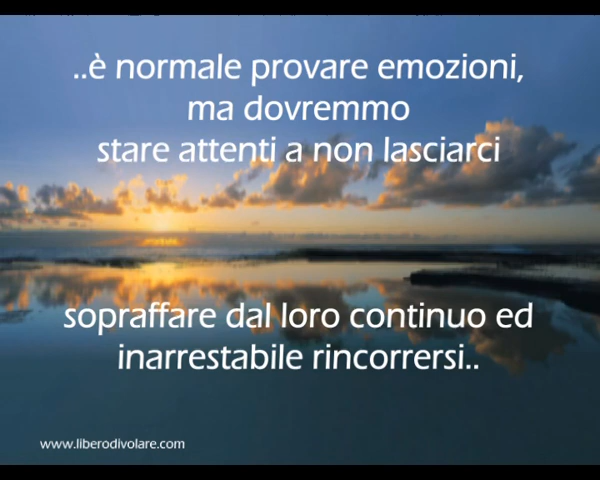 ..è normale provare emozioni,
ma dovremmo
stare attenti a non lasciarci
sopraffare dal loro continuo ed
inarrestabile rincorrersi..
www.liberodivolare.com